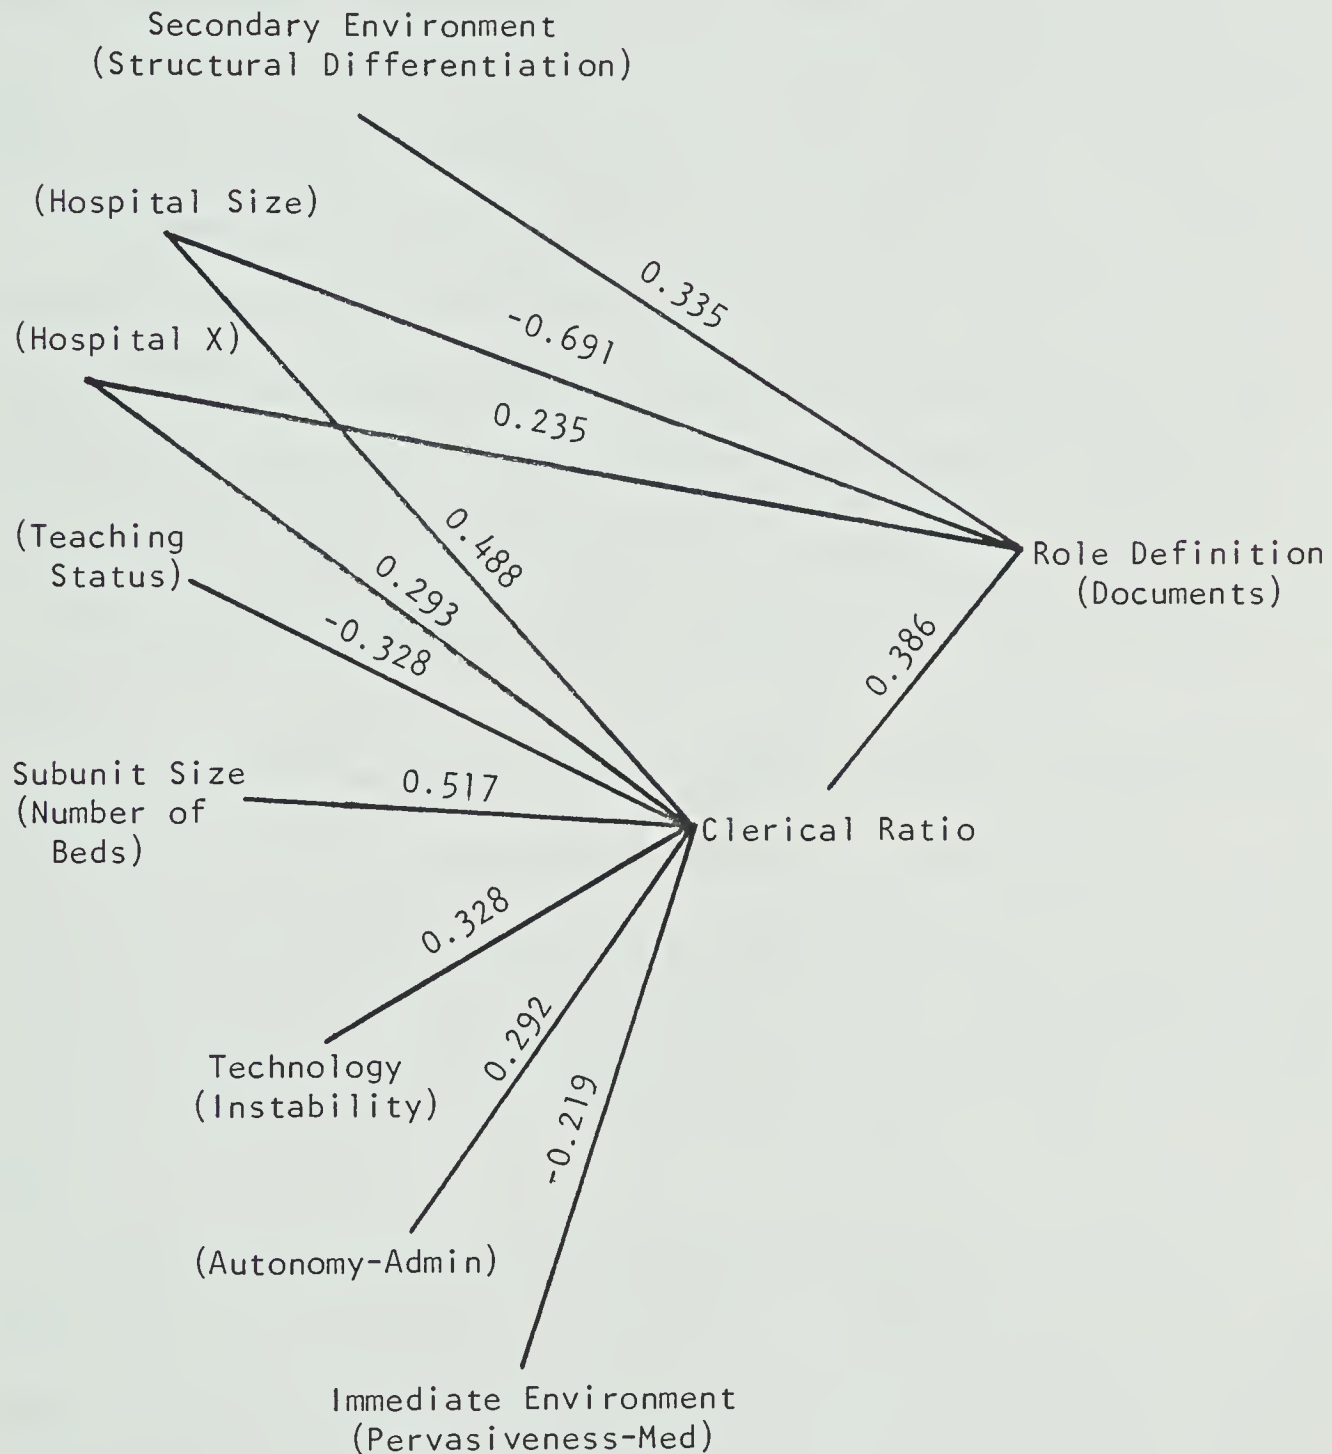 Secondary Environment
(Structural Differentiation)
(Hospital Size)
0.335
-0.691
(Hospital X)
0.235
0.488
(Teaching
Status)
0.293
-0.328
Role Definition
(Documents)
0.386
Subunit Size
(Number of
Beds)
0.517
Clerical Ratio
0.328
0.292
-0.219
Technology
(Instability)
(Autonomy-Admin)
Immediate Environment
(Pervasiveness-Med)